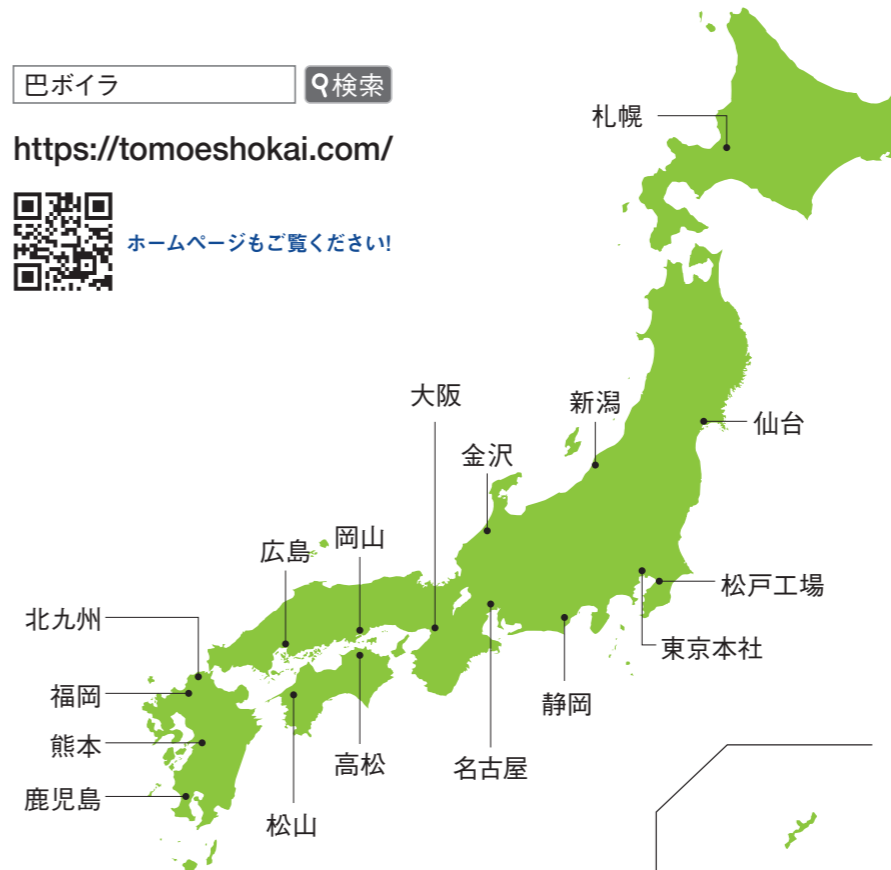 巴ボイラ
検索
https://tomoeshokai.com/
ホームページもご覧ください!
札幌
大阪
新潟
仙台
金沢
広島
岡山
松戸工場
北九州
東京本社
福岡
静岡
熊本
高松
名古屋
鹿児島
松山